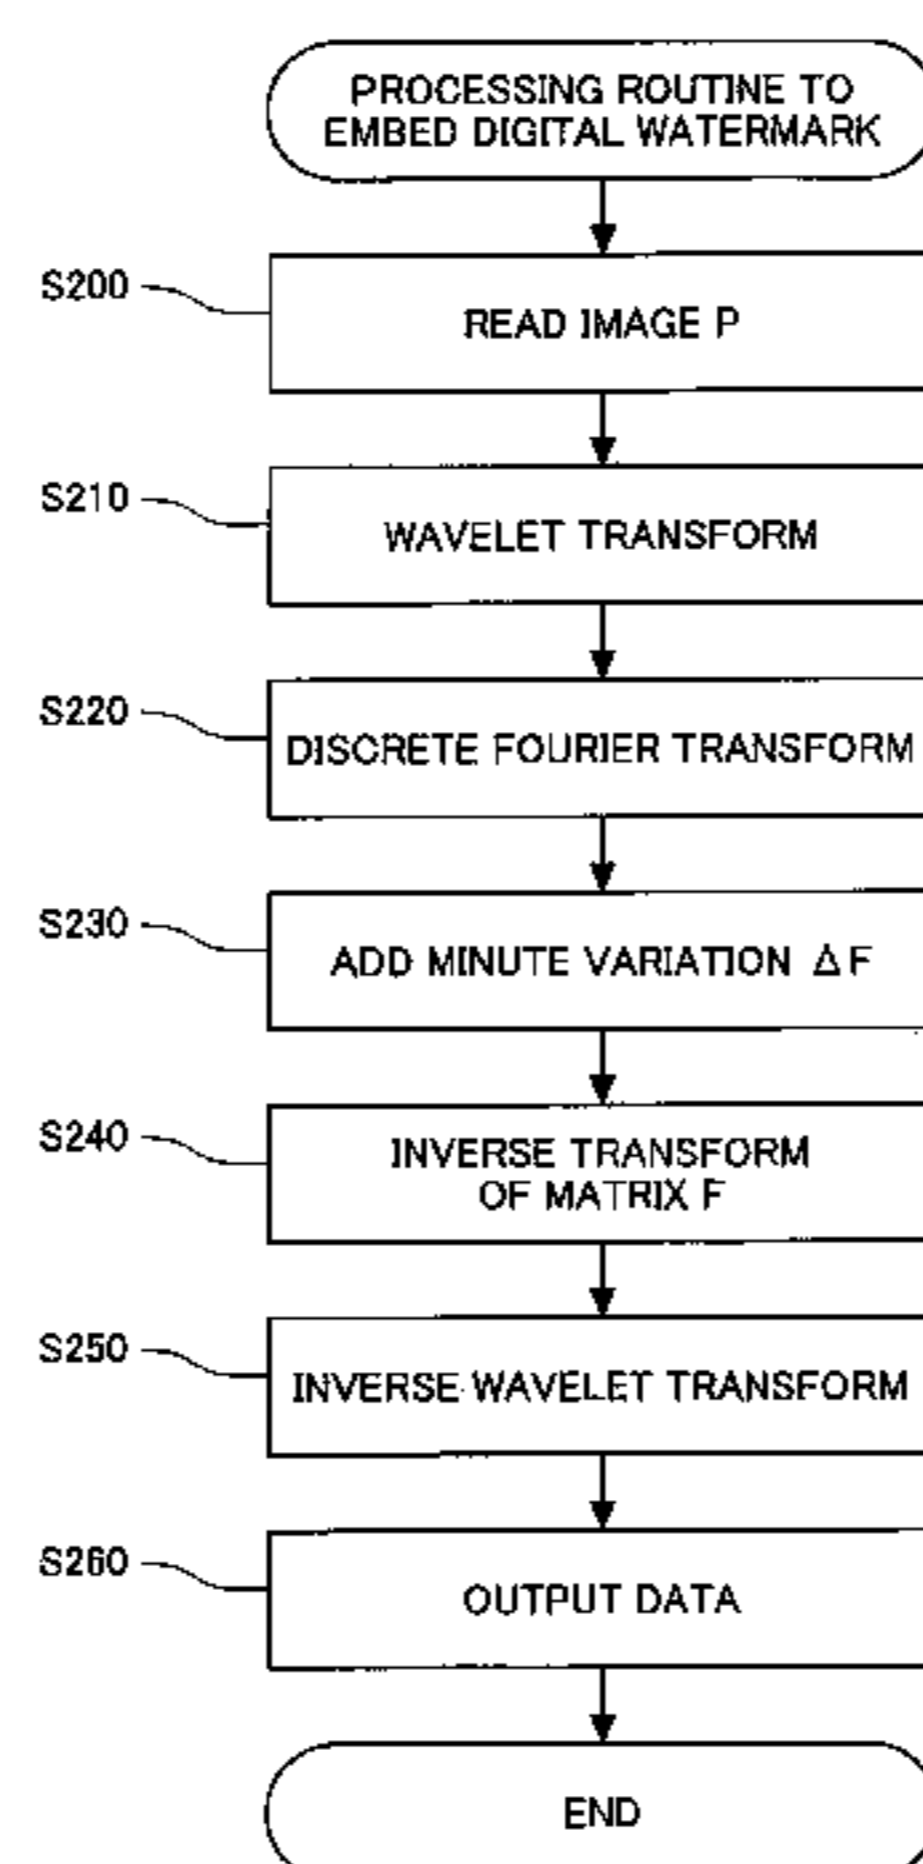 PROCESSING ROUTINE TO
EMBED DIGITAL WATERMARK
S200
READ IMAGE P
S210
WAVELET TRANSFORM
S220
DISCRETE FOURIER TRANSFORM
S230
ADD MINUTE VARIATION ΔF
S240
INVERSE TRANSFORM
OF MATRIX F
S250
INVERSE WAVELET TRANSFORM
S260
OUTPUT DATA
END